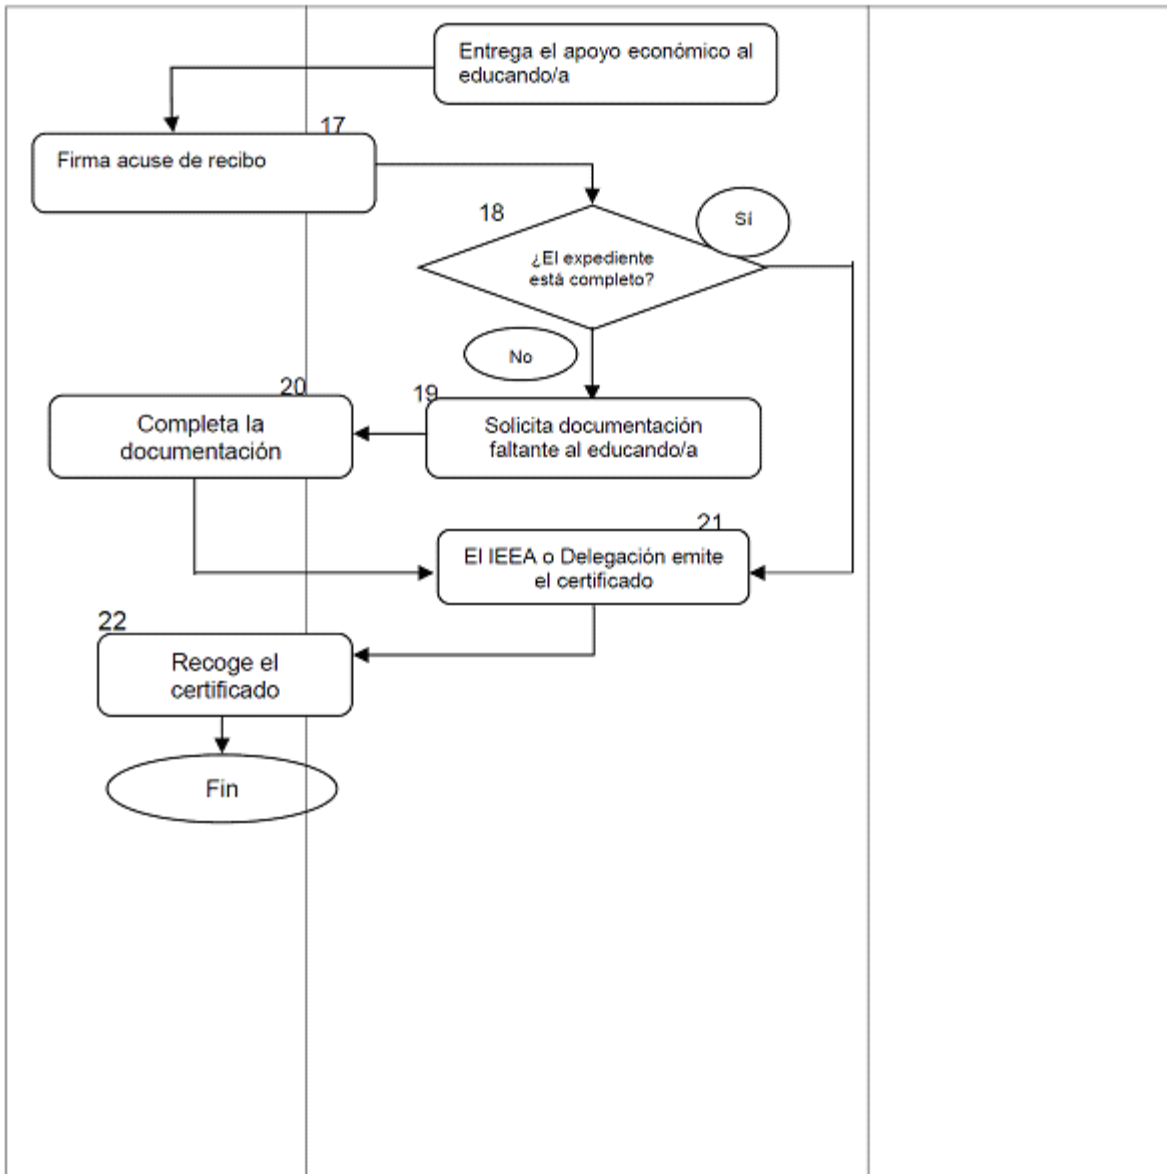 Entrega el apoyo económico al
educando/a
17
Firma acuse de recibo
18
Sí
¿El expediente
está completo?
No
20
19
Completa la
documentación
Solicita documentación
faltante al educando/a
21
El IEEA o Delegación emite
el certificado
22
Recoge el
certificado
Fin